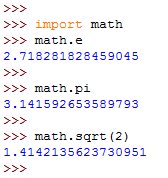 >>>
>>> import math
>>> math.e
2.718281828459045
>>>
>>> math.pi
3.141592653589793
>>>
>>> math.sqrt(2)
1.4142135623730951
>>>